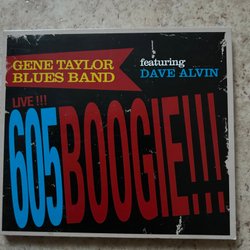 GENE TAYLOR
BLUES BAND
featuring
DAVE ALVIN
LIVE !!!
605 BOOGIE!!!